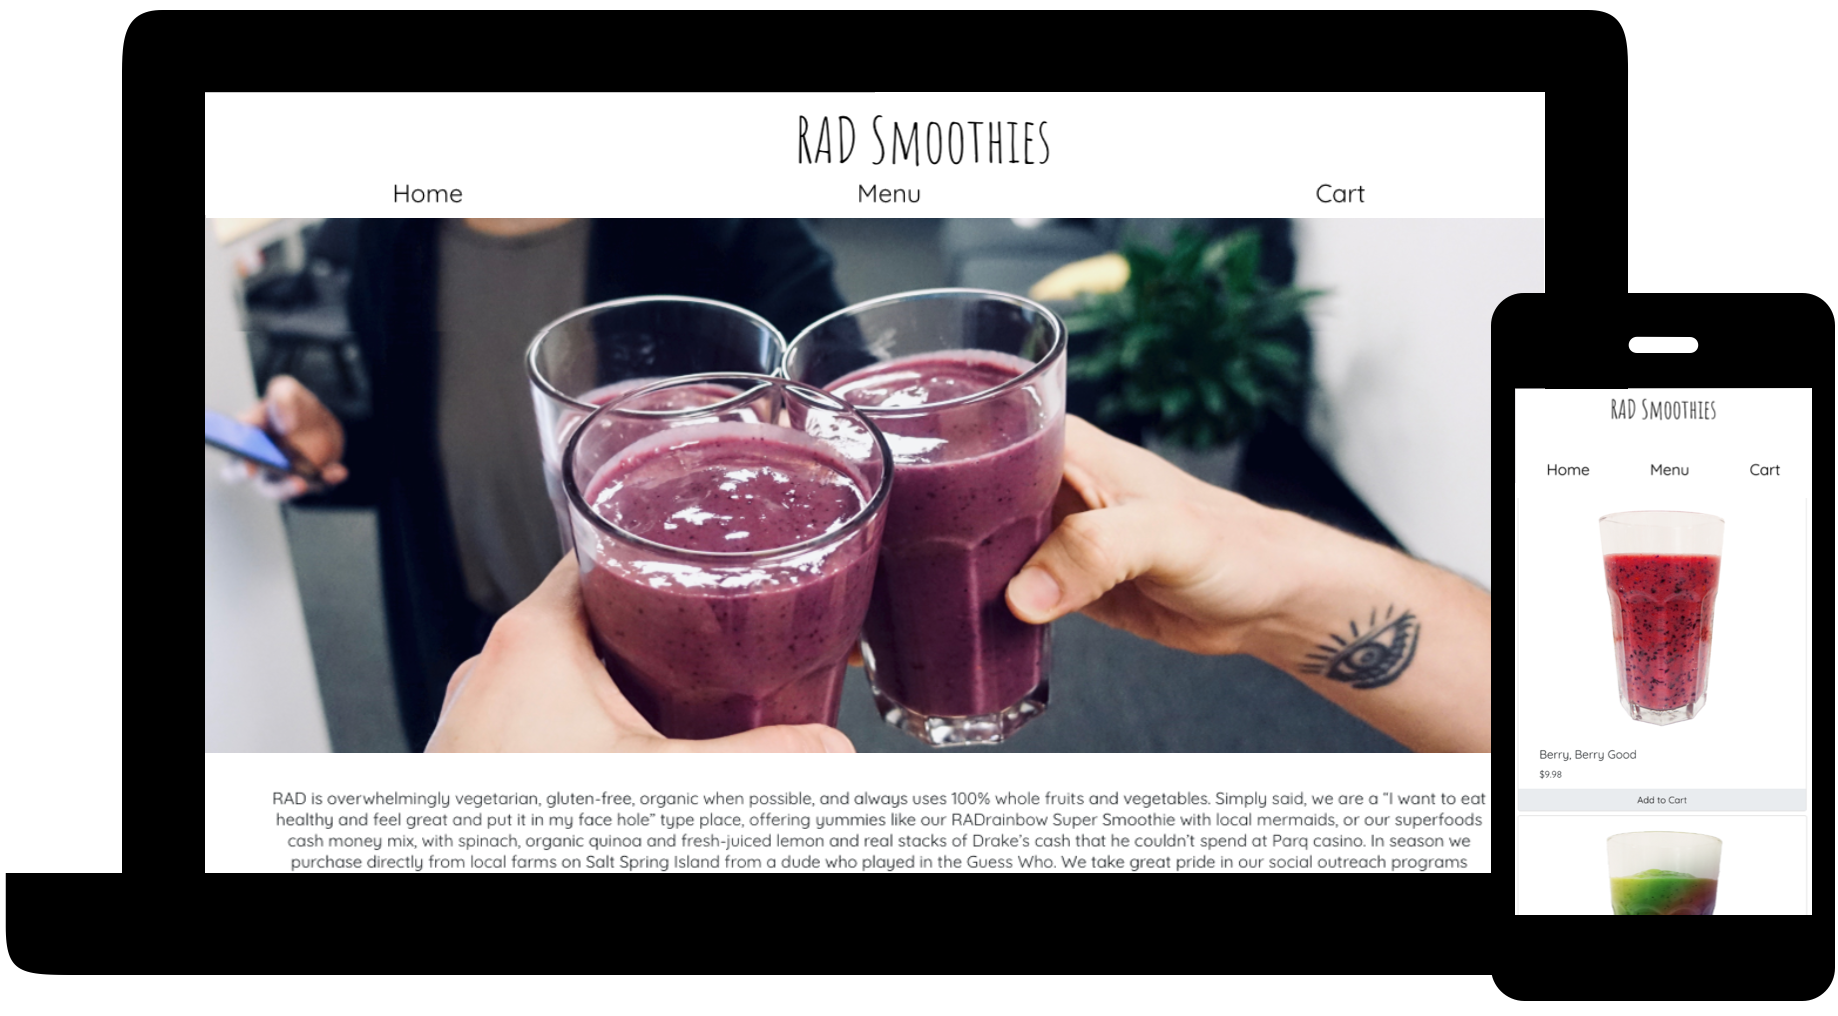 RAD Smoothies
Home Menu Cart
RAD is overwhelmingly vegetarian, gluten-free, organic when possible, and always uses 100% whole fruits and vegetables. Simply said, we are a “I want to eat
healthy and feel great and put it in my face hole” type place, offering yummies like our RADrainbow Super Smoothie with local mermaids, or our superfoods
cash money mix, with spinach, organic quinoa and fresh-juiced lemon and real stacks of Drake’s cash that he couldn’t spend at Parq casino. In season we
purchase directly from local farms on Salt Spring Island from a dude who played in the Guess Who. We take great pride in our social outreach programs
RAD Smoothies
Home Menu Cart
Berry, Berry Good
$9.98
Add to Cart